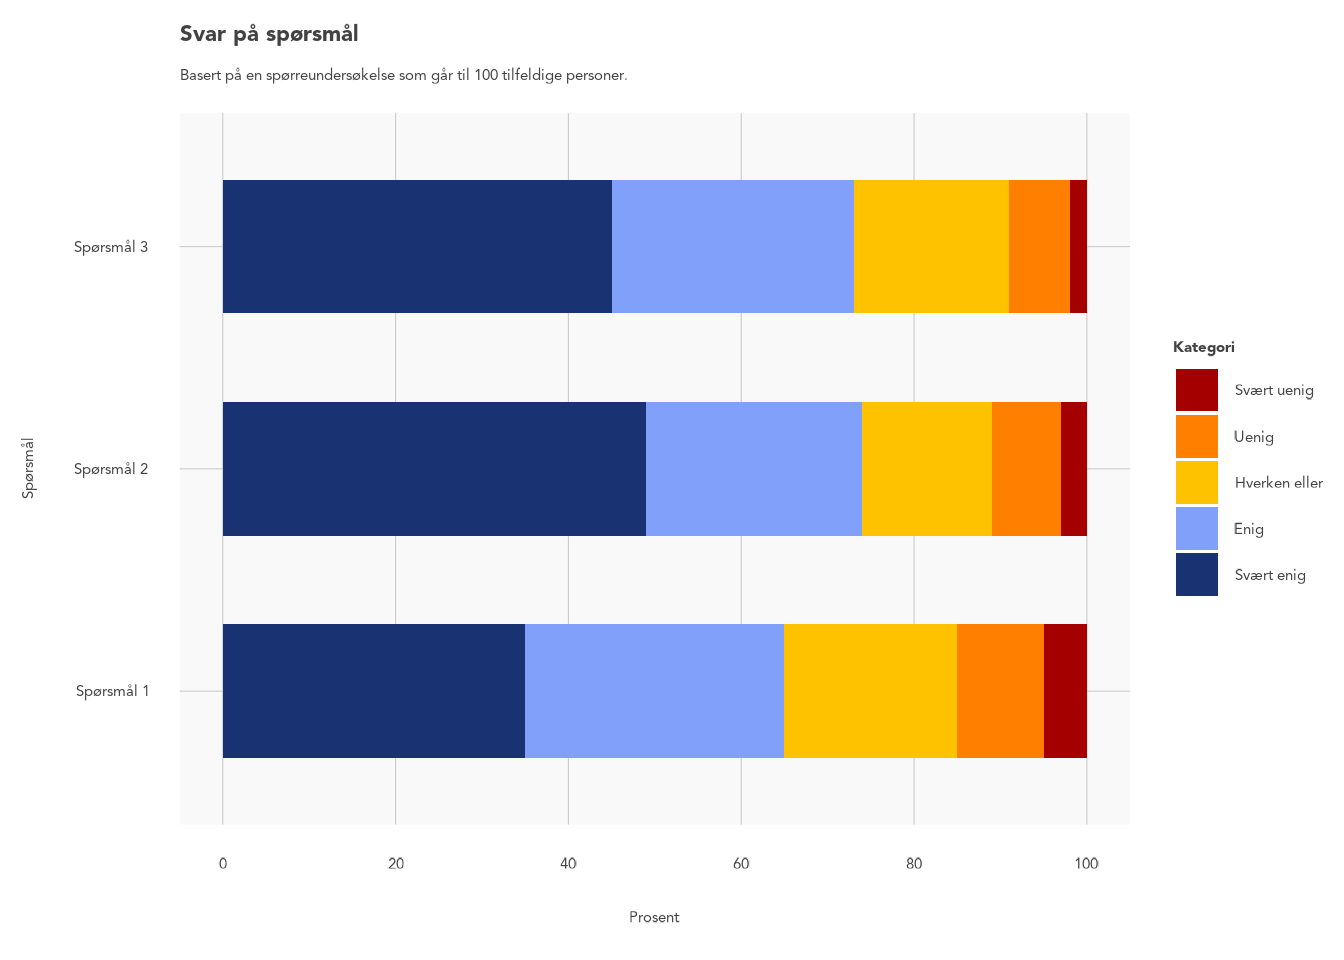 Svar på spørsmål
Basert på en spørreundersøkelse som går til 100 tilfeldige personer.
Spørsmål
Spørsmål 3
Spørsmål 2
Spørsmål 1
0 20 40 60 80 100
Prosent
Kategori
Svært uenig
Uenig
Hverken eller
Enig
Svært enig